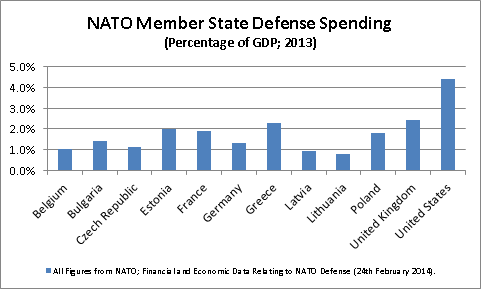 NATO Member State Defense Spending
(Percentage of GDP; 2013)
5.0%
4.0%
3.0%
2.0%
1.0%
0.0%
Belgium
Bulgaria
Czech Republic
Estonia
France
Germany
Greece
Latvia
Lithuania
Poland
United Kingdom
United States
All Figures from NATO; Financial and Economic Data Relating to NATO Defense (24th February 2014).